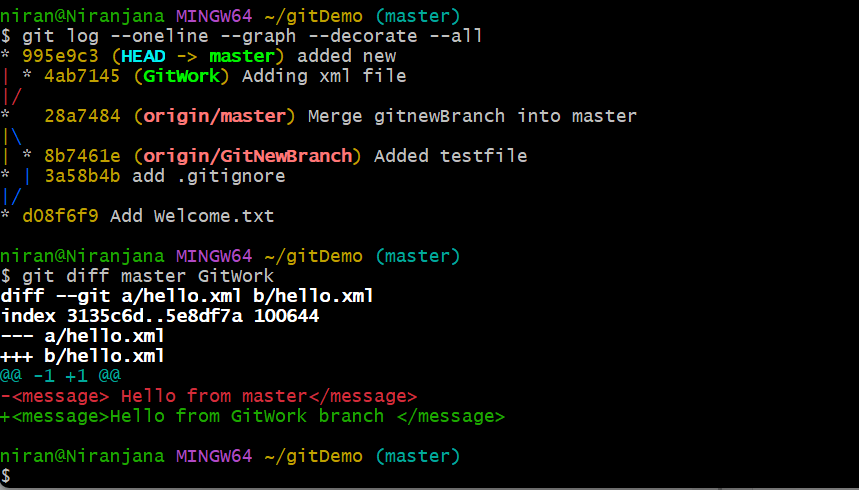 niran@Niranjana MINGW64 ~/gitDemo (master)
$ git log --oneline --graph --decorate --all
* 995e9c3 (HEAD -> master) added new
| * 4ab7145 (GitWork) Adding xml file
|/
*   28a7484 (origin/master) Merge gitnewBranch into master
|\
| * 8b7461e (origin/GitNewBranch) Added testfile
* | 3a58b4b add .gitignore
|/
* d08f6f9 Add Welcome.txt
niran@Niranjana MINGW64 ~/gitDemo (master)
$ git diff master GitWork
diff --git a/hello.xml b/hello.xml
index 3135c6d..5e8df7a 100644
--- a/hello.xml
+++ b/hello.xml
@@ -1 +1 @@
-<message> Hello from master</message>
+<message>Hello from GitWork branch </message>
niran@Niranjana MINGW64 ~/gitDemo (master)
$